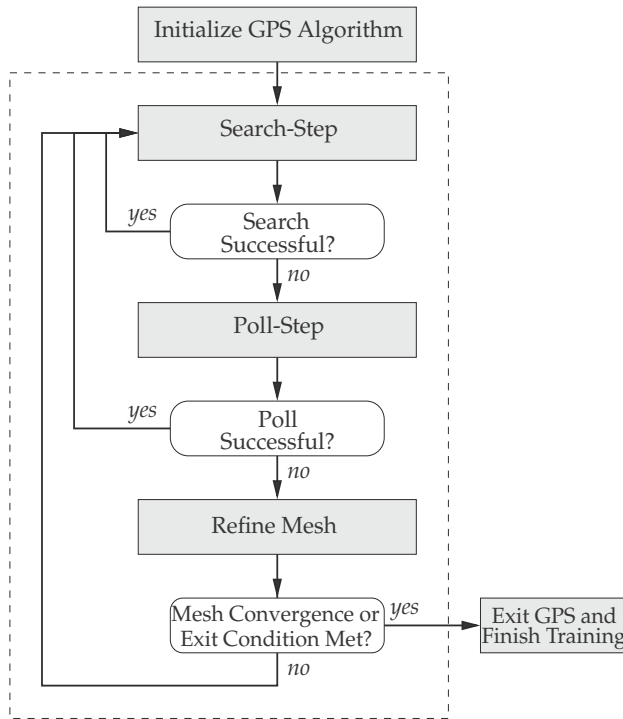 Initialize GPS Algorithm
Search-Step
yes
Search
Successful?
no
Poll-Step
yes
Poll
Successful?
no
Refine Mesh
Mesh Convergence or
Exit Condition Met?
yes
Exit GPS and
Finish Training
no